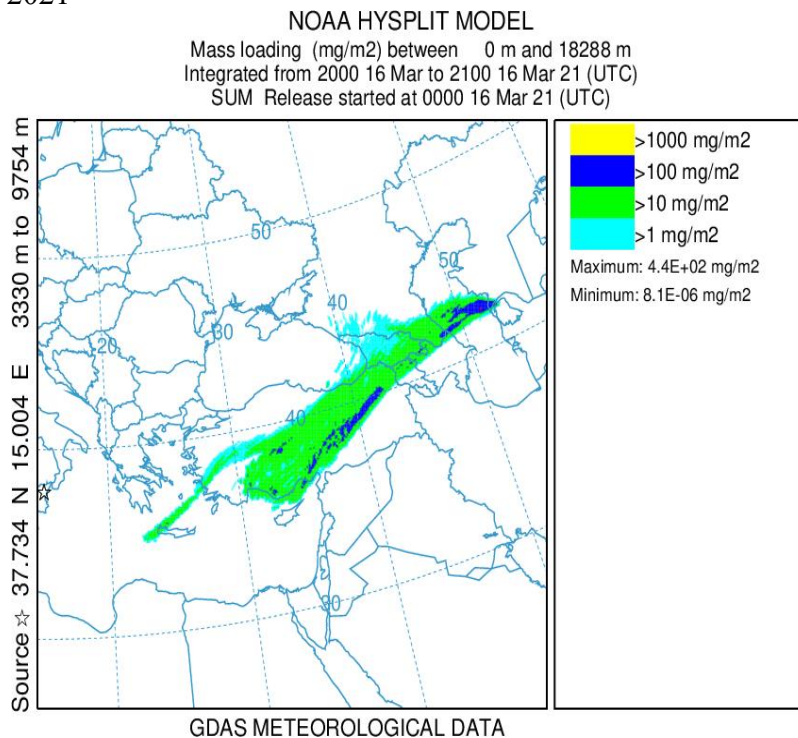 2021
NOAA HYSPLIT MODEL
Mass loading (mg/m2) between 0 m and 18288 m
Integrated from 2000 16 Mar to 2100 16 Mar 21 (UTC)
SUM Release started at 0000 16 Mar 21 (UTC)
Source ☆ 37.734 N 15.004 E 3330 m to 9754 m
>1000 mg/m2
>100 mg/m2
>10 mg/m2
>1 mg/m2
Maximum: 4.4E+02 mg/m2
Minimum: 8.1E-06 mg/m2
50
50
40
30
20
40
30
GDAS METEOROLOGICAL DATA